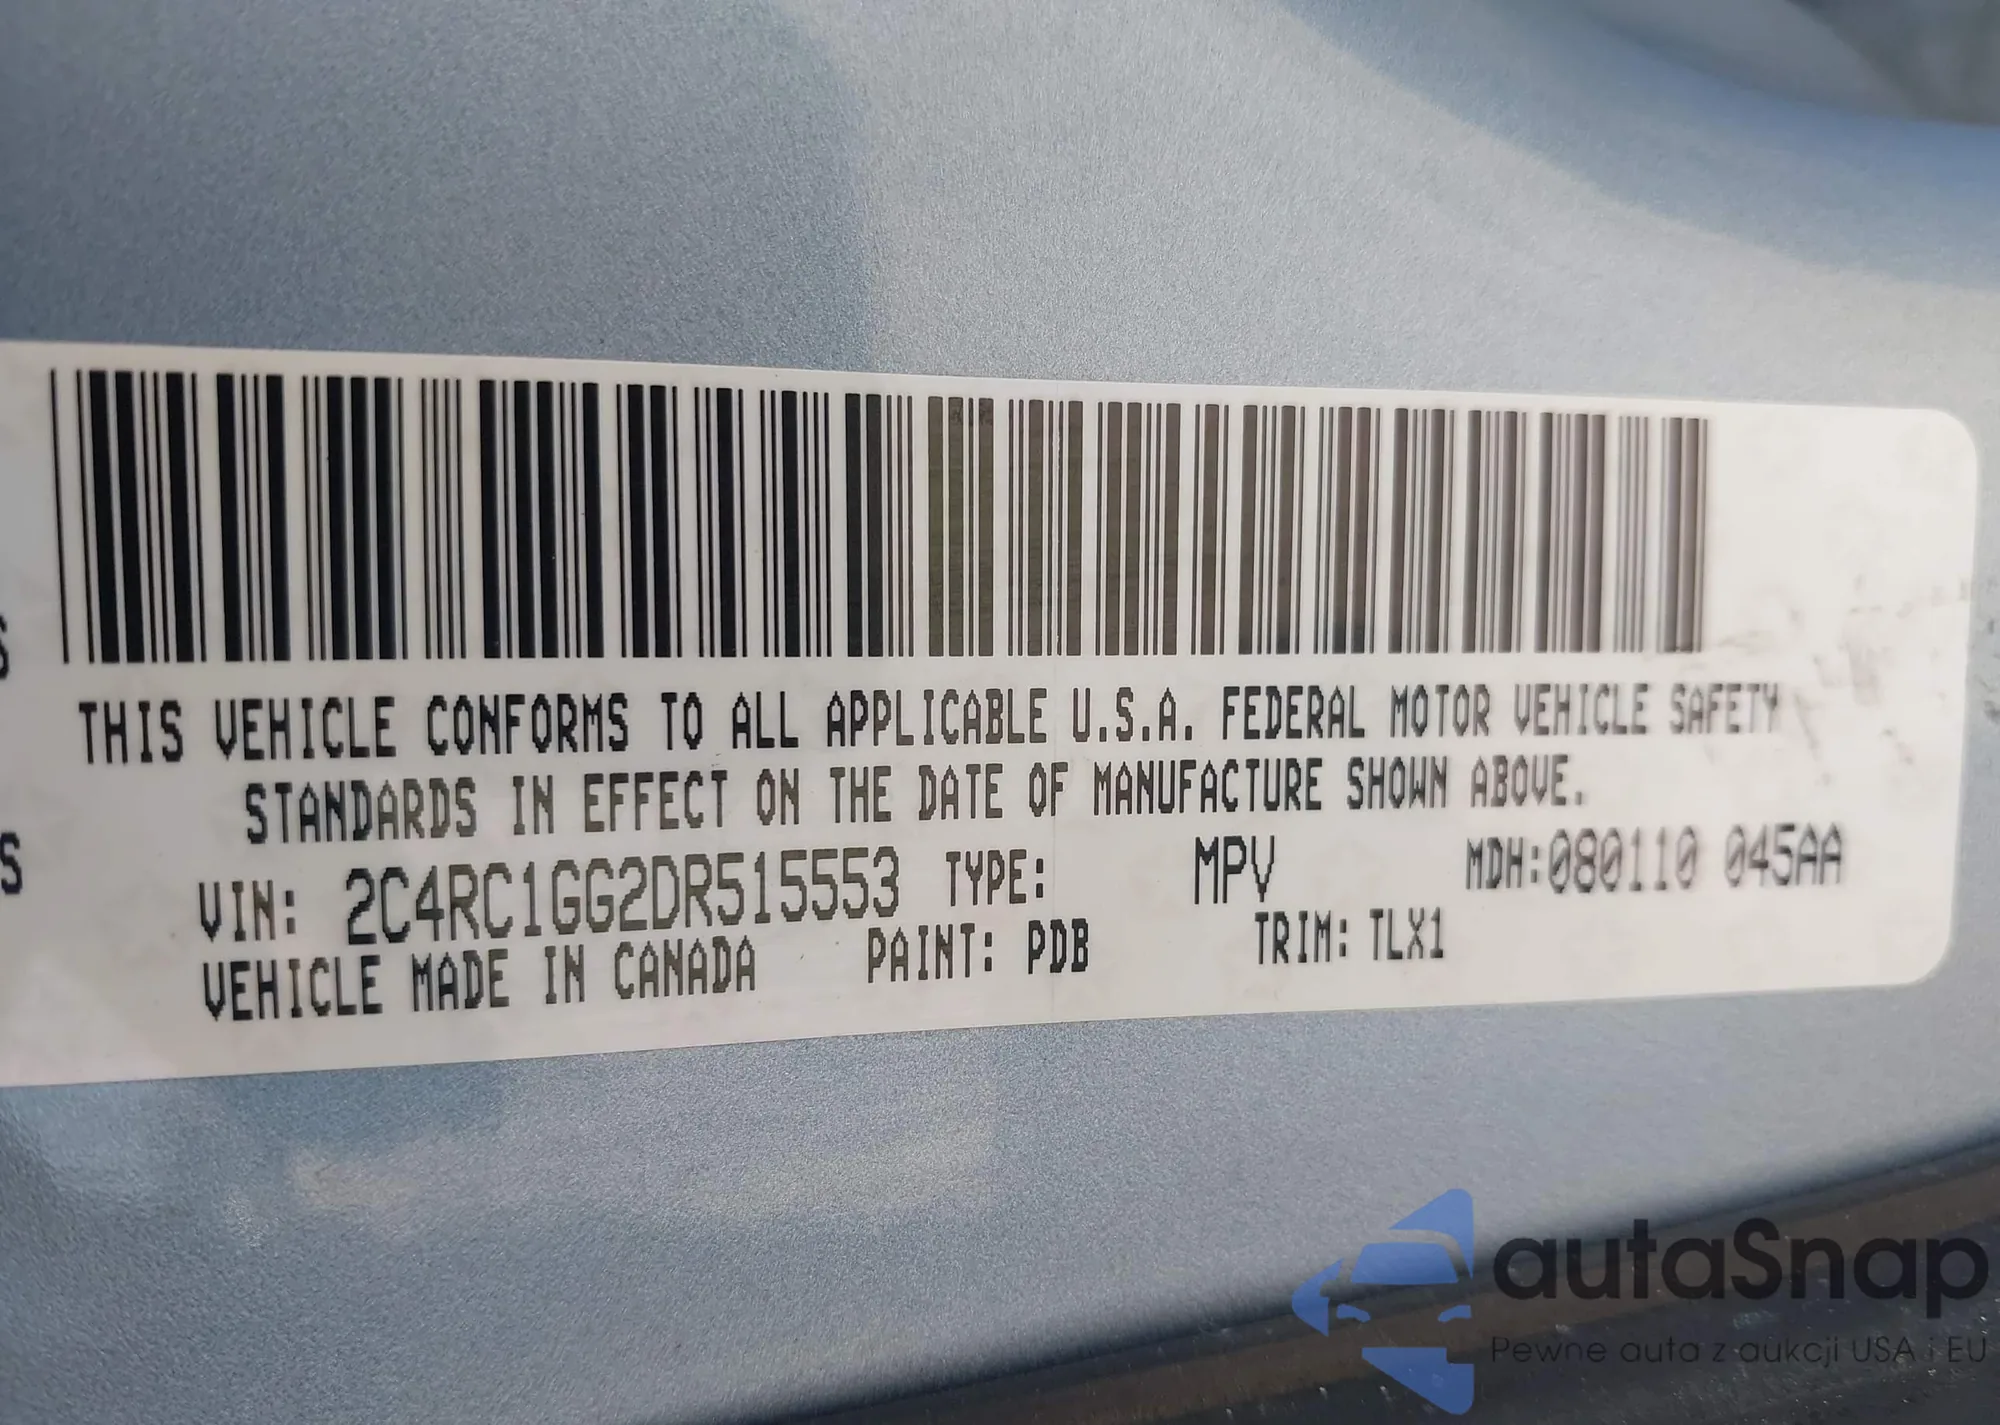 THIS VEHICLE CONFORMS TO ALL APPLICABLE U.S.A. FEDERAL MOTOR VEHICLE SAFETY
STANDARDS IN EFFECT ON THE DATE OF MANUFACTURE SHOWN ABOVE.
VIN: 2C4RC1GG2DR515553 TYPE: MPV MDH:080110 045AA
VEHICLE MADE IN CANADA PAINT: PDB TRIM: TLX1
S
S
autaSnap
Pewne auta z aukcji USA i EU